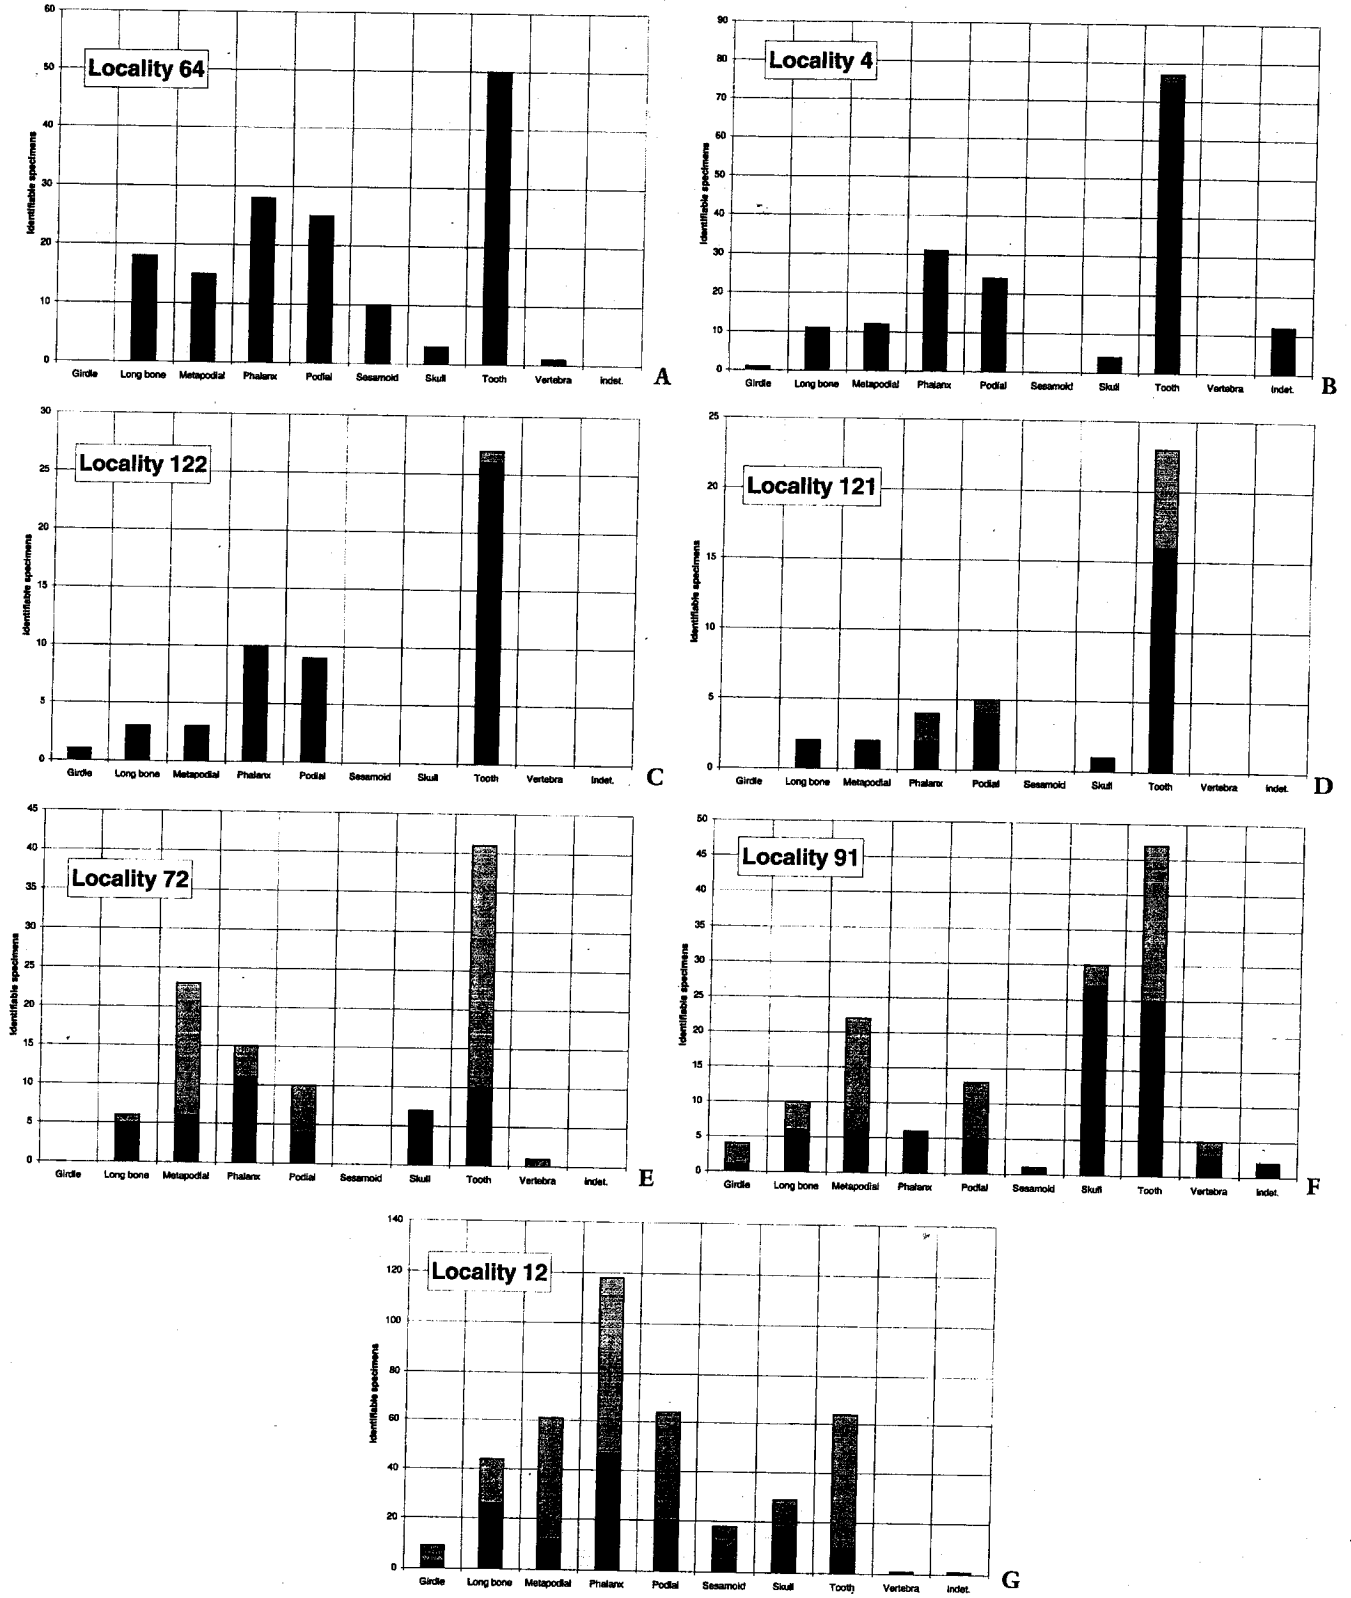 60
50
40
30
20
10
0
Identifiable specimens
Locality 64
Girdle Long bone Metapodial Phalanx Podial Sesamoid Skull Tooth Vertebra Indet.
A
90
80
70
60
50
40
30
20
10
0
Identifiable specimens
Locality 4
Girdle Long bone Metapodial Phalanx Podial Sesamoid Skull Tooth Vertebra Indet.
B
30
25
20
15
10
5
0
Identifiable specimens
Locality 122
Girdle Long bone Metapodial Phalanx Podial Sesamoid Skull Tooth Vertebra Indet.
C
25
20
15
10
5
0
Identifiable specimens
Locality 121
Girdle Long bone Metapodial Phalanx Podial Sesamoid Skull Tooth Vertebra Indet.
D
45
40
35
30
25
20
15
10
5
0
Identifiable specimens
Locality 72
Girdle Long bone Metapodial Phalanx Podial Sesamoid Skull Tooth Vertebra Indet.
E
50
45
40
35
30
25
20
15
10
5
0
Identifiable specimens
Locality 91
Girdle Long bone Metapodial Phalanx Podial Sesamoid Skull Tooth Vertebra Indet.
F
140
120
100
80
60
40
20
0
Identifiable specimens
Locality 12
Girdle Long bone Metapodial Phalanx Podial Sesamoid Skull Tooth Vertebra Indet.
G